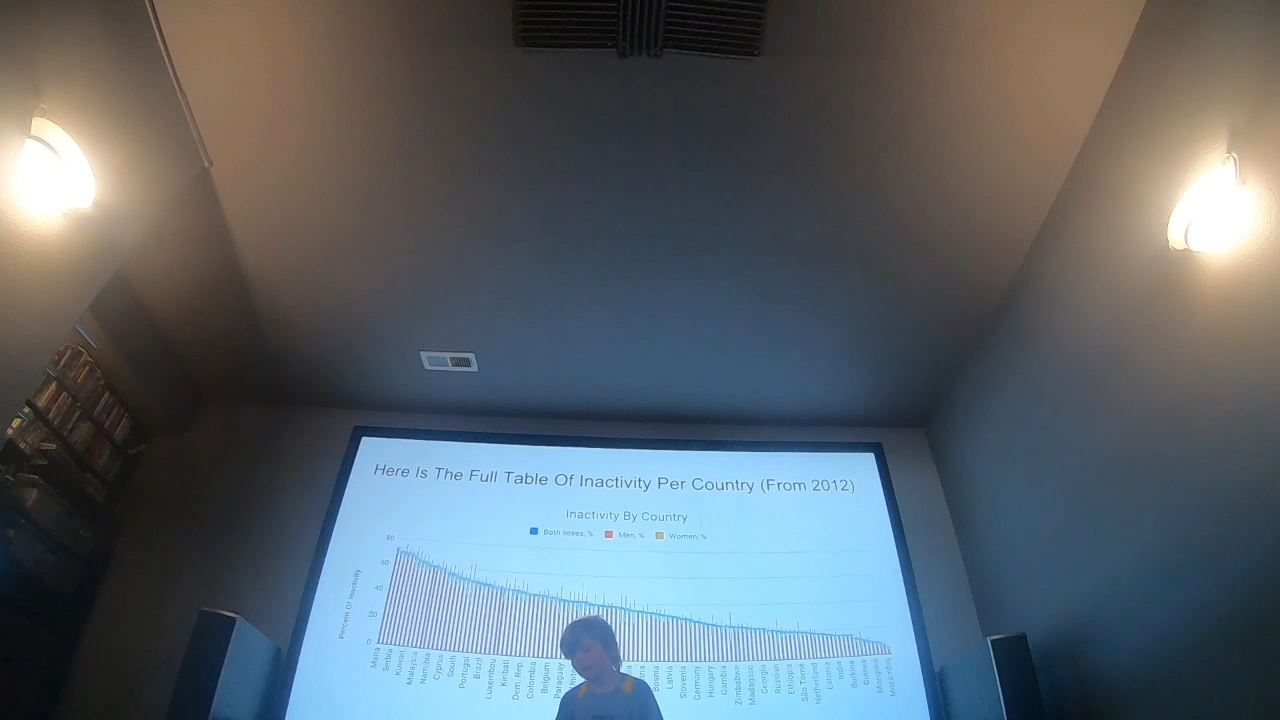 Here Is The Full Table Of Inactivity Per Country (From 2012)
Inactivity By Country
Both sexes, % Men, % Women, %
Percent Of Inactivity
80
60
40
20
0
Malta
Serbia
Kuwait
Malaysia
Namibia
Cyprus
South
Portugal
Brazil
Luxembou
Kiribati
Dem. Rep.
Colombia
Belgium
Paraguay
Latvia
Slovenia
Germany
Hungary
Gambia
Zimbabwe
Madagasc
Georgia
Russian
Ethiopia
São Tomé
Netherland
Estonia
India
Burkina
Guinea
Mongolia
Mozambiq